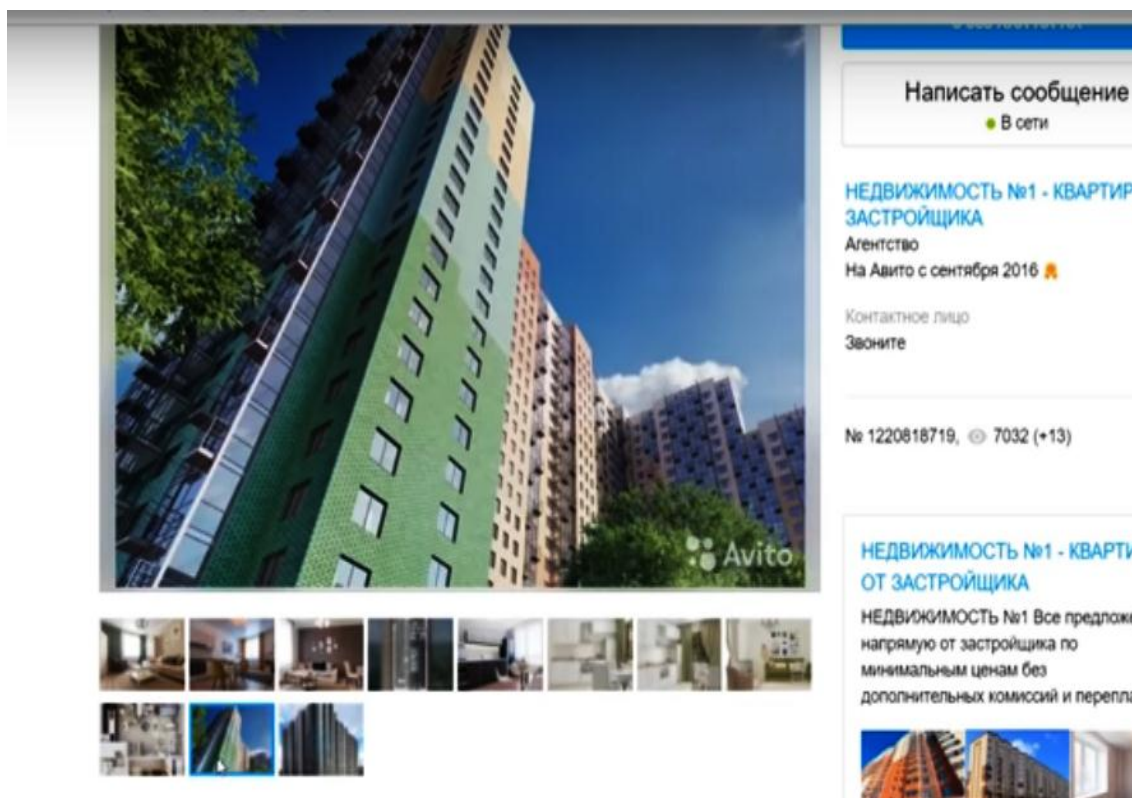 Написать сообщение
В сети
НЕДВИЖИМОСТЬ №1 - КВАРТИР
ЗАСТРОЙЩИКА
Агентство
На Авито с сентября 2016
Контактное лицо
Звоните
№ 1220818719, 7032 (+13)
Avito
НЕДВИЖИМОСТЬ №1 - КВАРТИ
ОТ ЗАСТРОЙЩИКА
НЕДВИЖИМОСТЬ №1 Все предложе
напрямую от застройщика по
минимальным ценам без
дополнительных комиссий и перепла